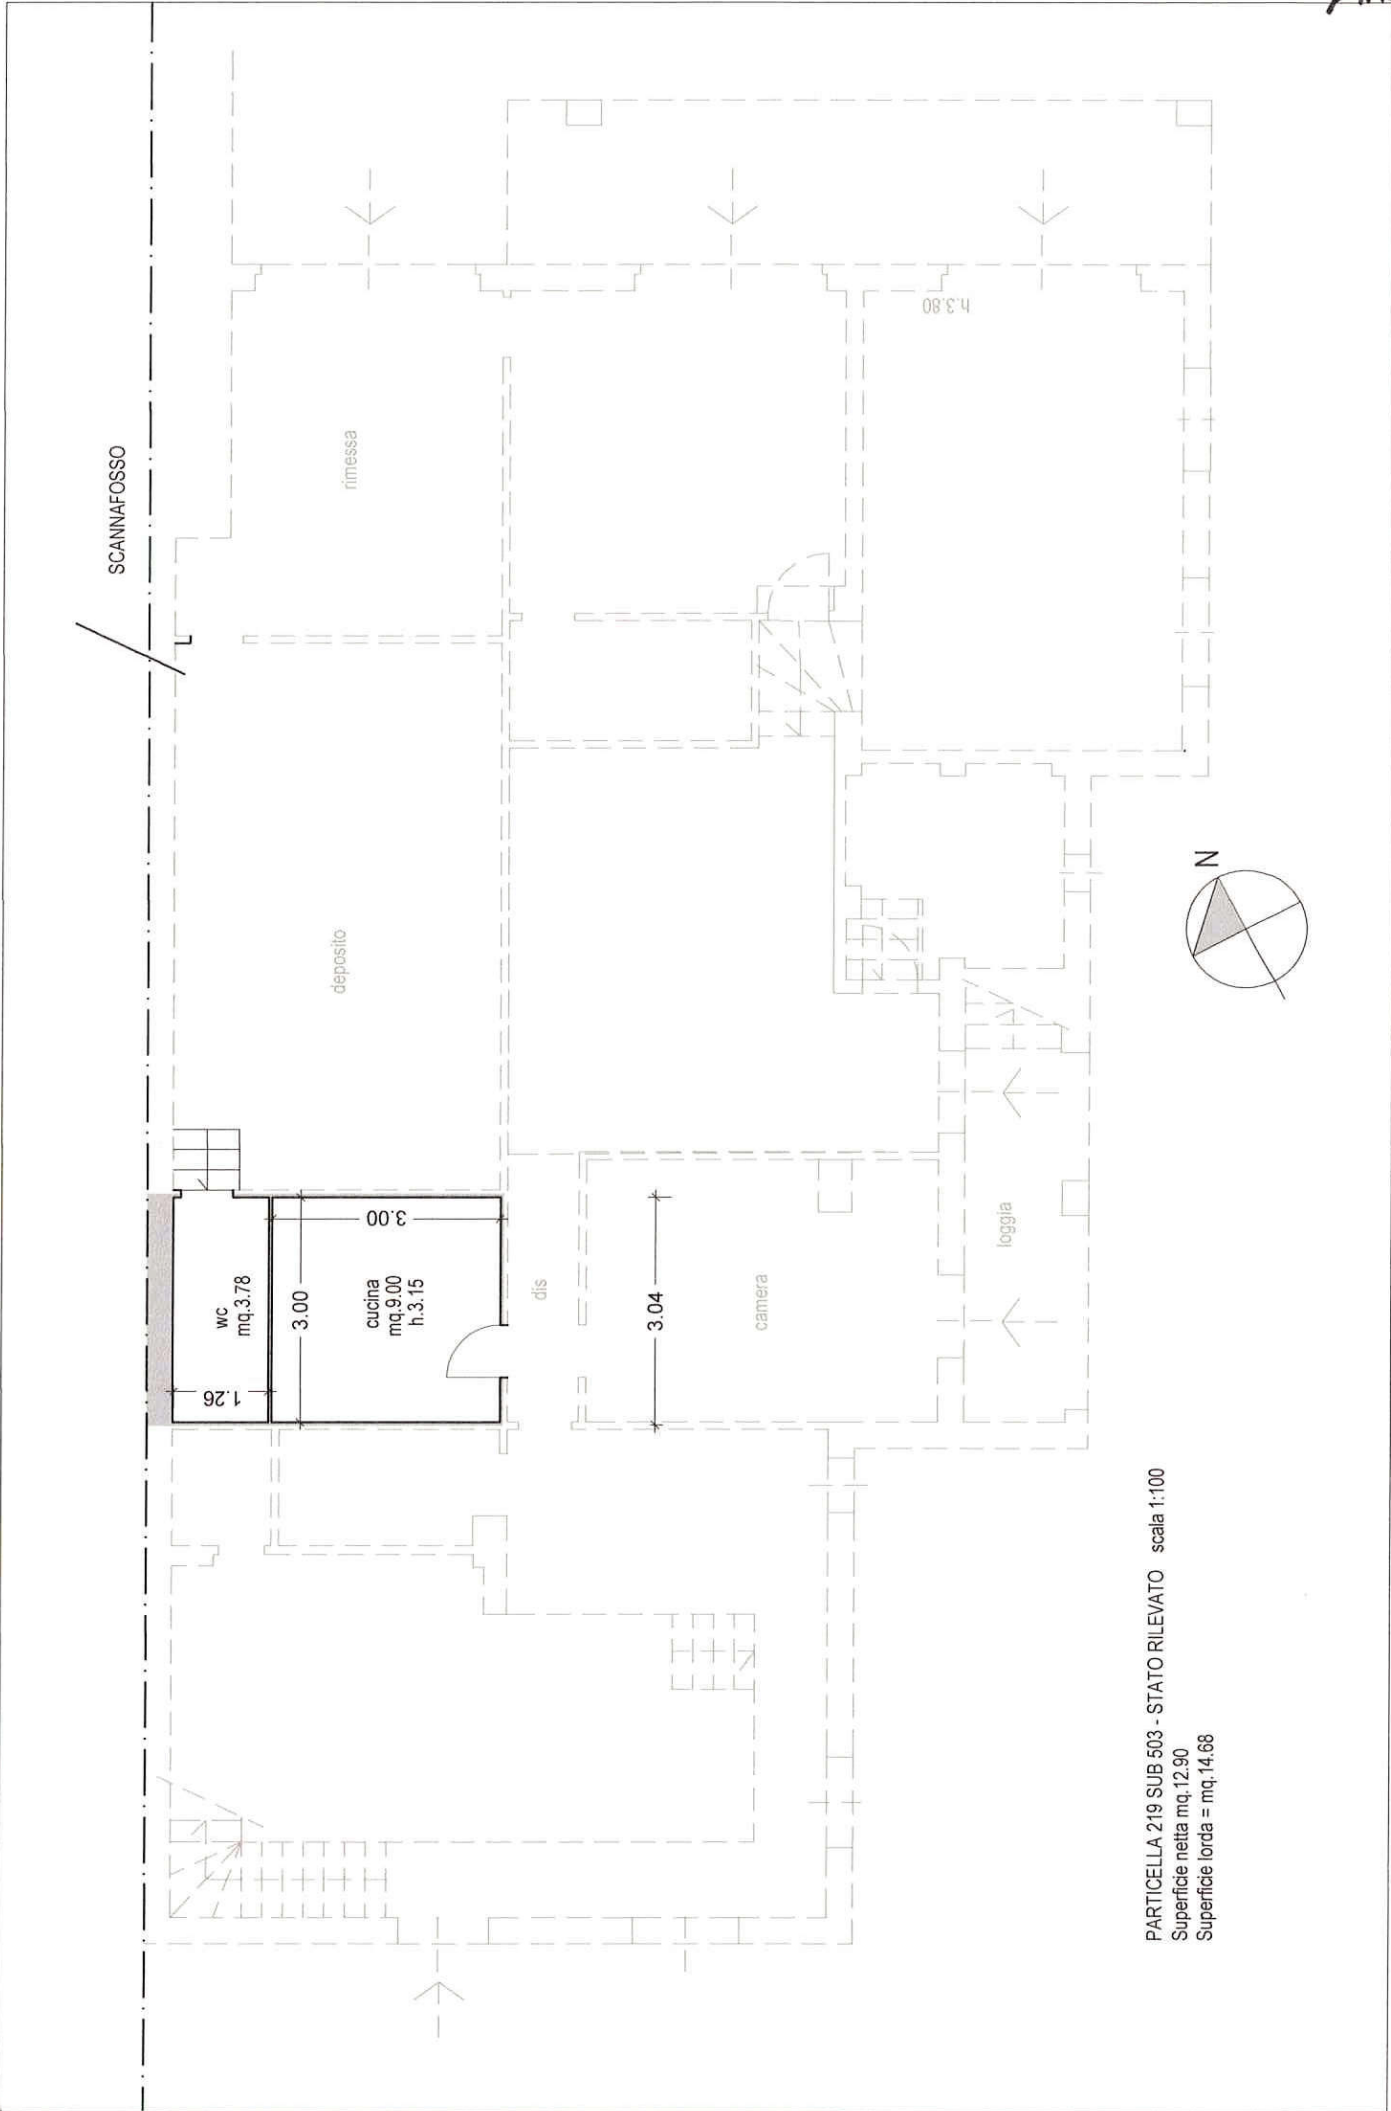 SCANNAFOSSO
rimessa
h.3.80
deposito
wc
mq.3.78
1.26
3.00
3.00
cucina
mq.9.00
h.3.15
dis
3.04
camera
loggia
N
PARTICELLA 219 SUB 503 - STATO RILEVATO scala 1:100
Superficie netta mq.12.90
Superficie lorda = mq.14.68